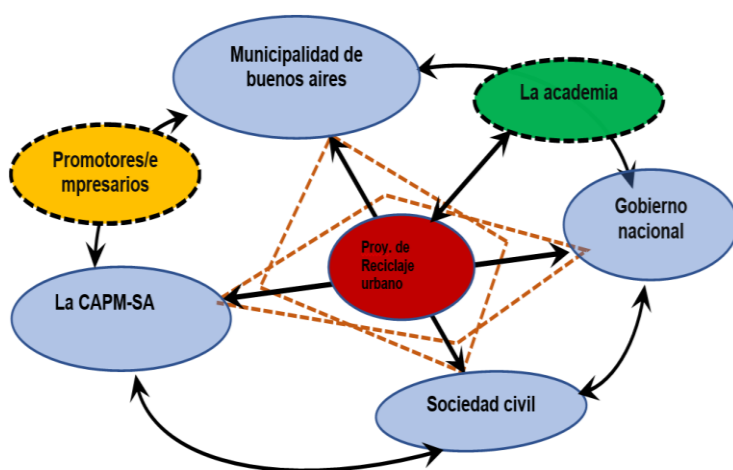 Municipalidad de
buenos aires
La academia
Promotores/e
mpresarios
Gobierno
nacional
Proy. de
Reciclaje
urbano
La CAPM-SA
Sociedad civil